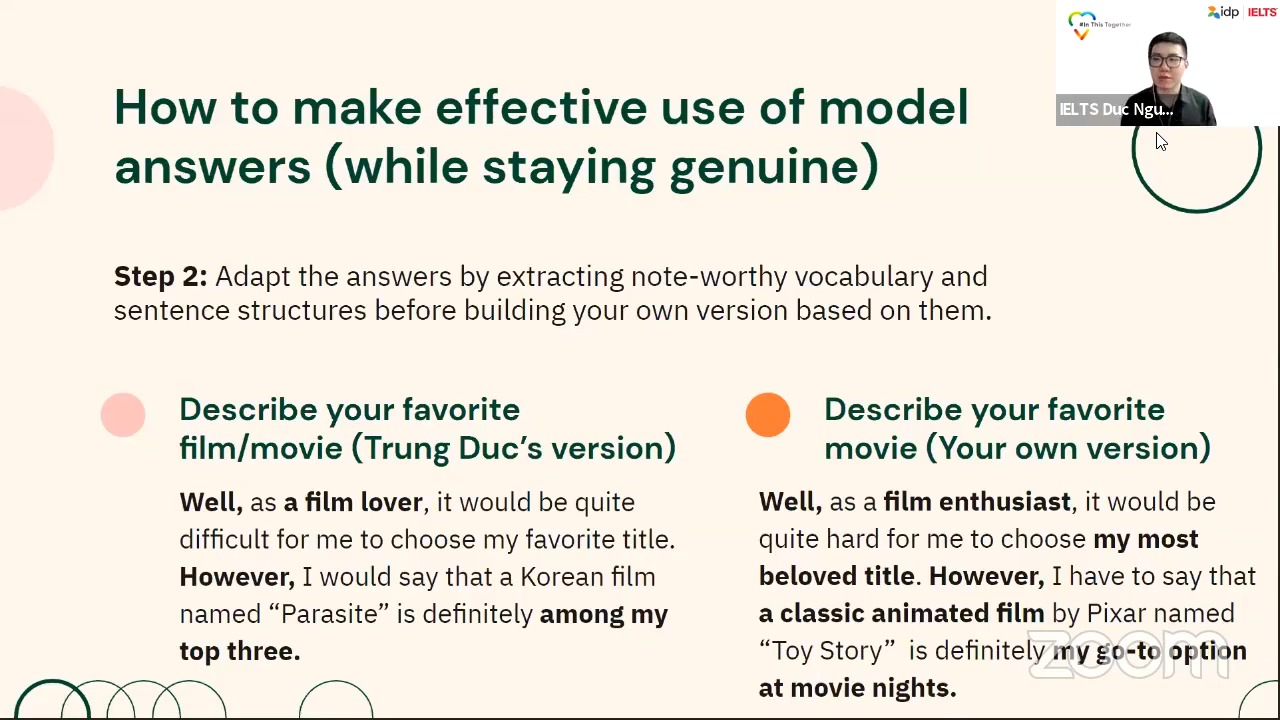 #In This Together
idp IELTS
IELTS Duc Ngu...
How to make effective use of model
answers (while staying genuine)
Step 2: Adapt the answers by extracting note-worthy vocabulary and
sentence structures before building your own version based on them.
Describe your favorite
film/movie (Trung Duc’s version)
Well, as a film lover, it would be quite
difficult for me to choose my favorite title.
However, I would say that a Korean film
named “Parasite” is definitely among my
top three.
Describe your favorite
movie (Your own version)
Well, as a film enthusiast, it would be
quite hard for me to choose my most
beloved title. However, I have to say that
a classic animated film by Pixar named
“Toy Story”  is definitely my go-to option
at movie nights.
zoom